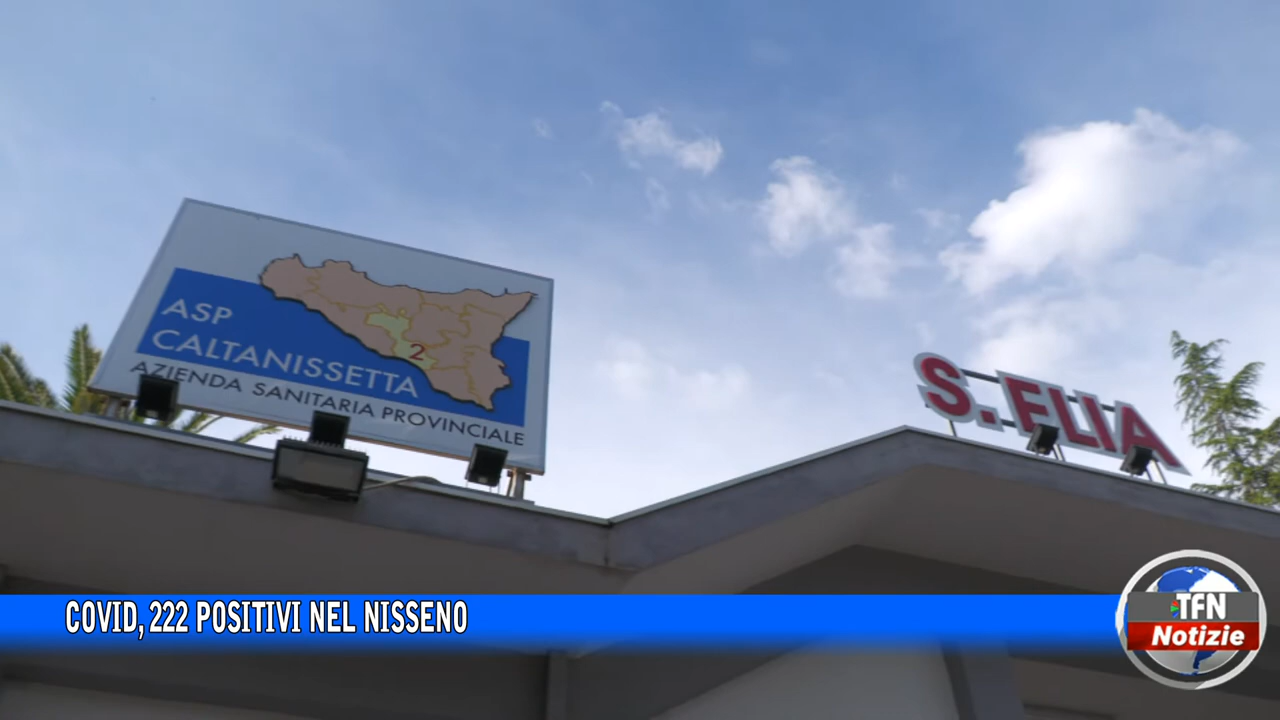 ASP
CALTANISSETTA
2
AZIENDA SANITARIA PROVINCIALE
S. ELIA
COVID, 222 POSITIVI NEL NISSENO
TFN
Notizie